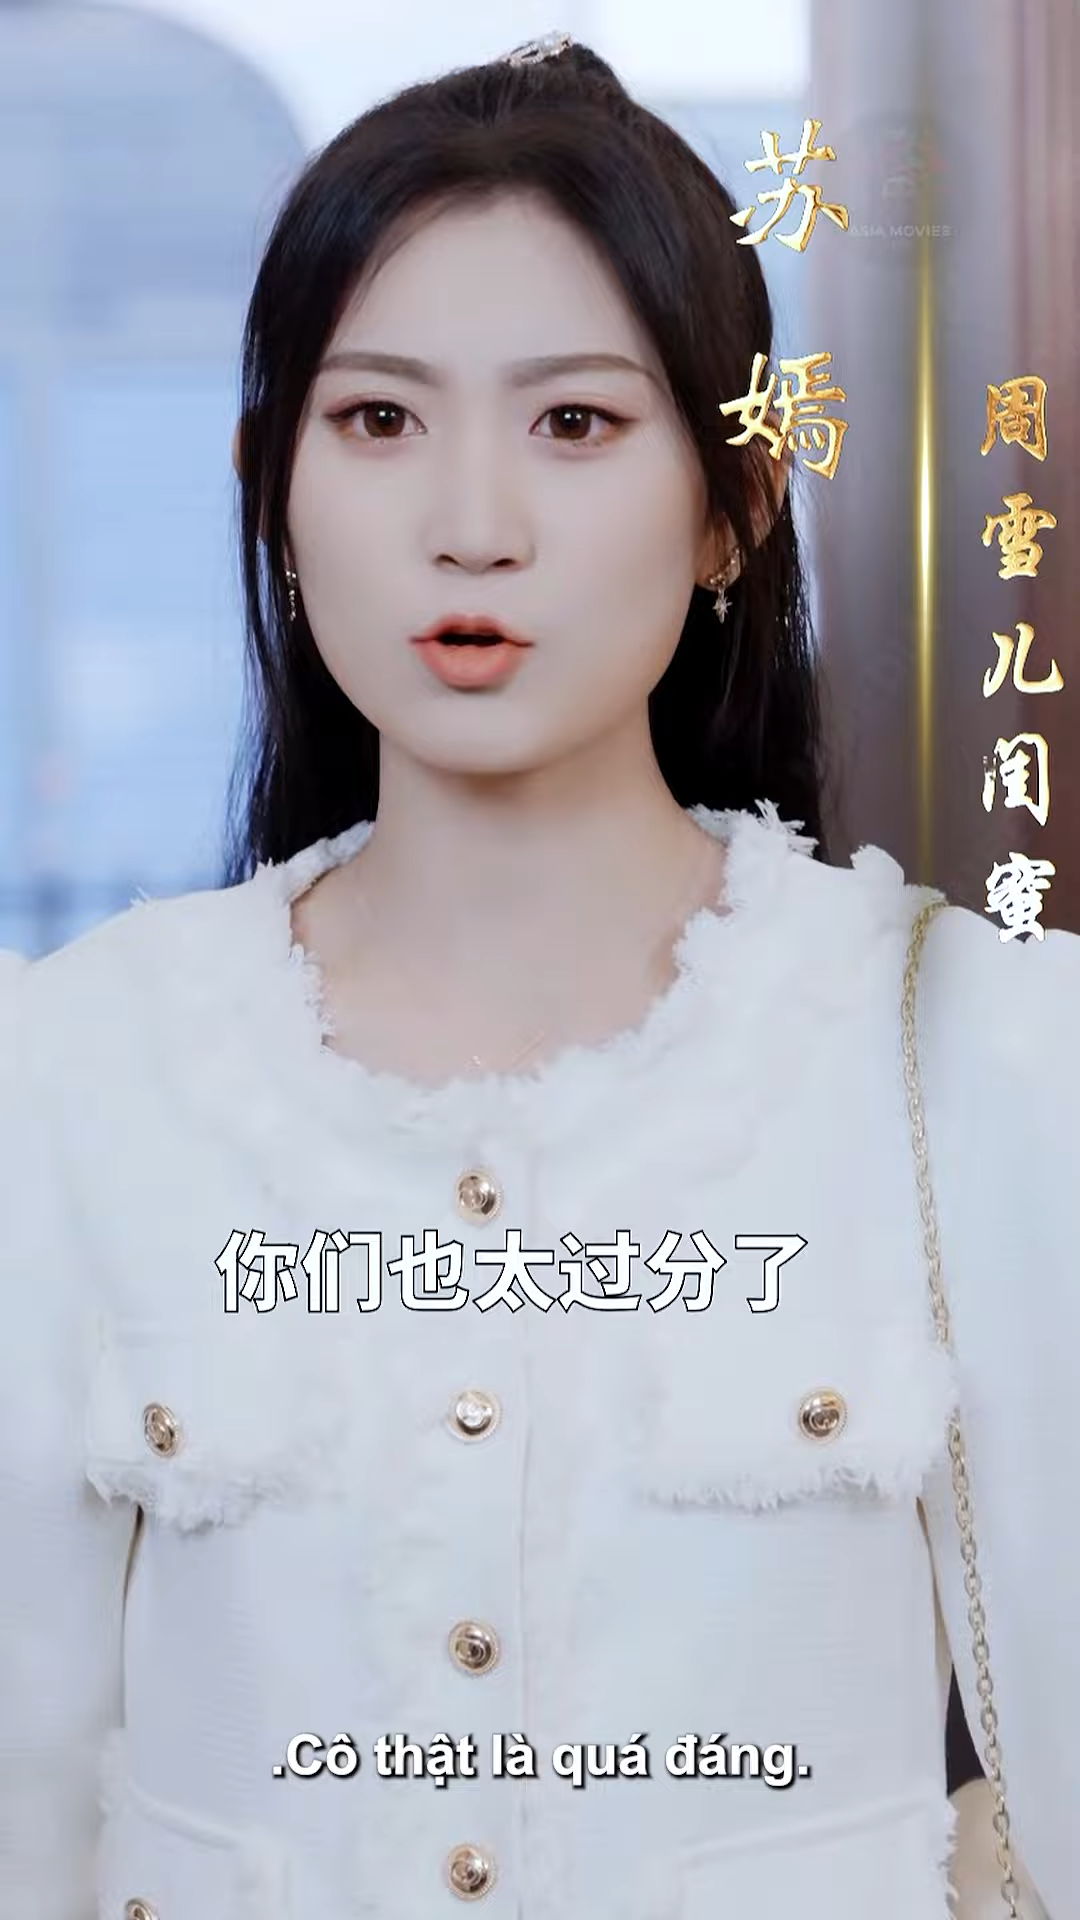 苏嫣
ASIA MOVIES
周雪儿闺蜜
你们也太过分了
.Cô thật là quá đáng.